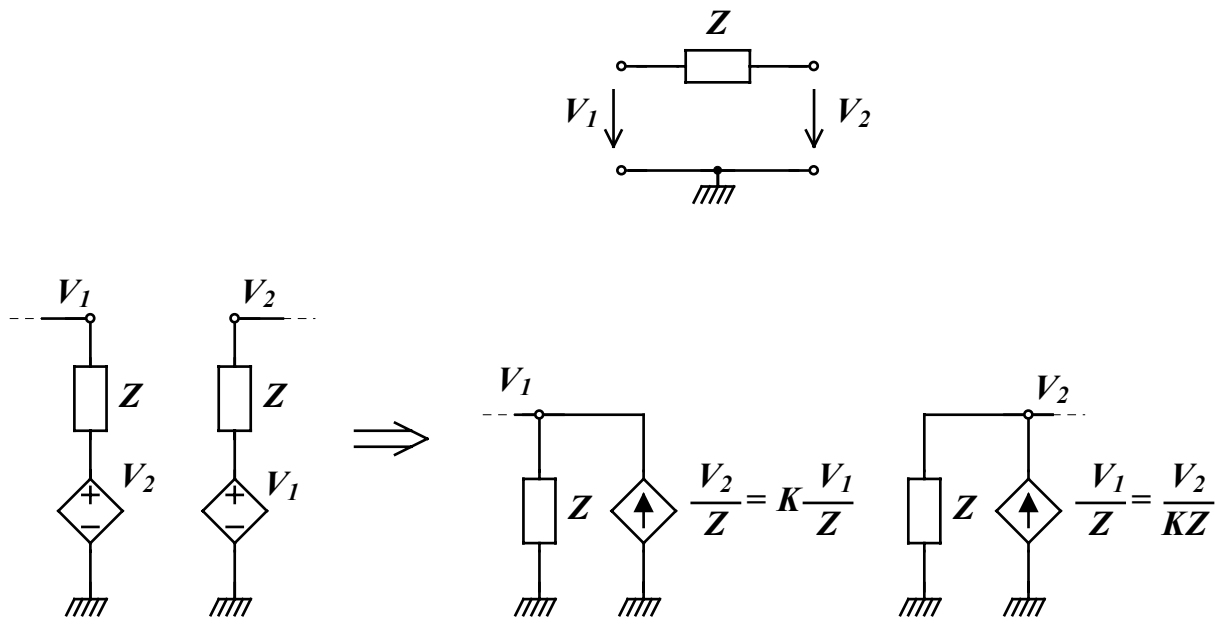 Z
V₁ V₂
V₁ V₂
Z Z
V₂ V₁
+ +
− −
V₁ V₂
Z V₂/Z = K V₁/Z
Z V₁/Z = V₂/KZ